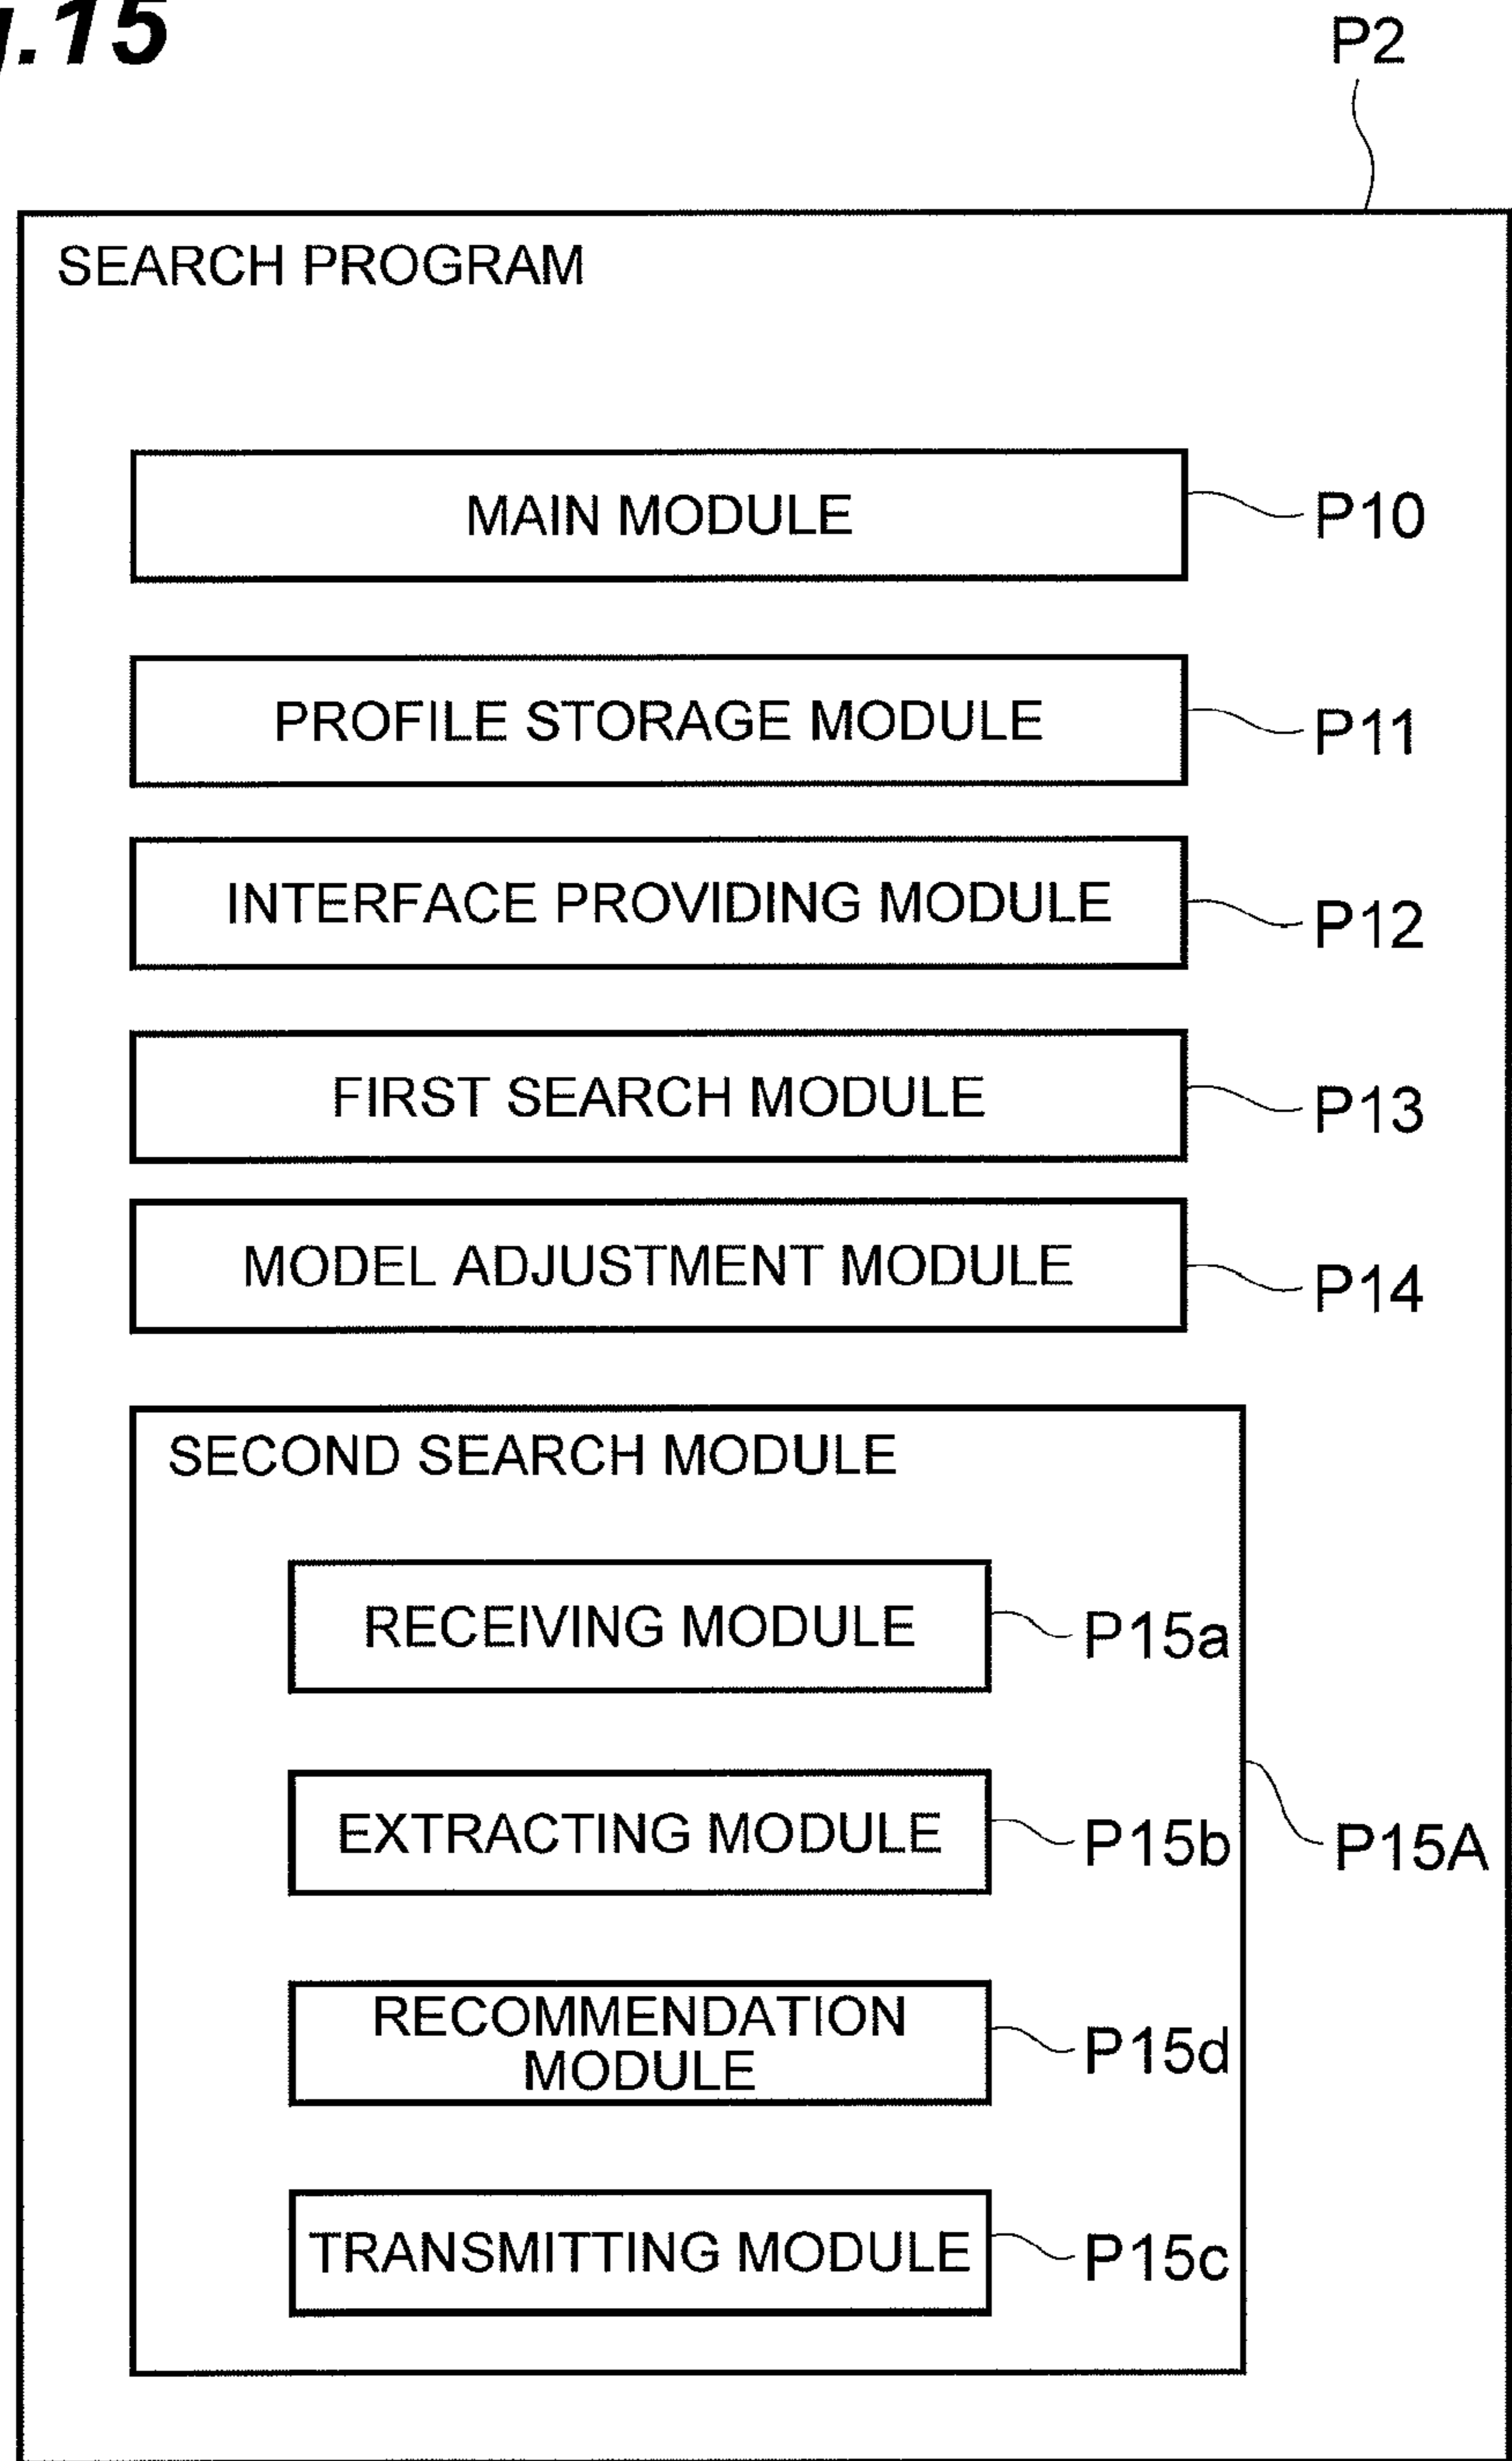 g.15
P2
SEARCH PROGRAM
MAIN MODULE
P10
PROFILE STORAGE MODULE
P11
INTERFACE PROVIDING MODULE
P12
FIRST SEARCH MODULE
P13
MODEL ADJUSTMENT MODULE
P14
SECOND SEARCH MODULE
RECEIVING MODULE
P15a
EXTRACTING MODULE
P15b
P15A
RECOMMENDATION
MODULE
P15d
TRANSMITTING MODULE
P15c